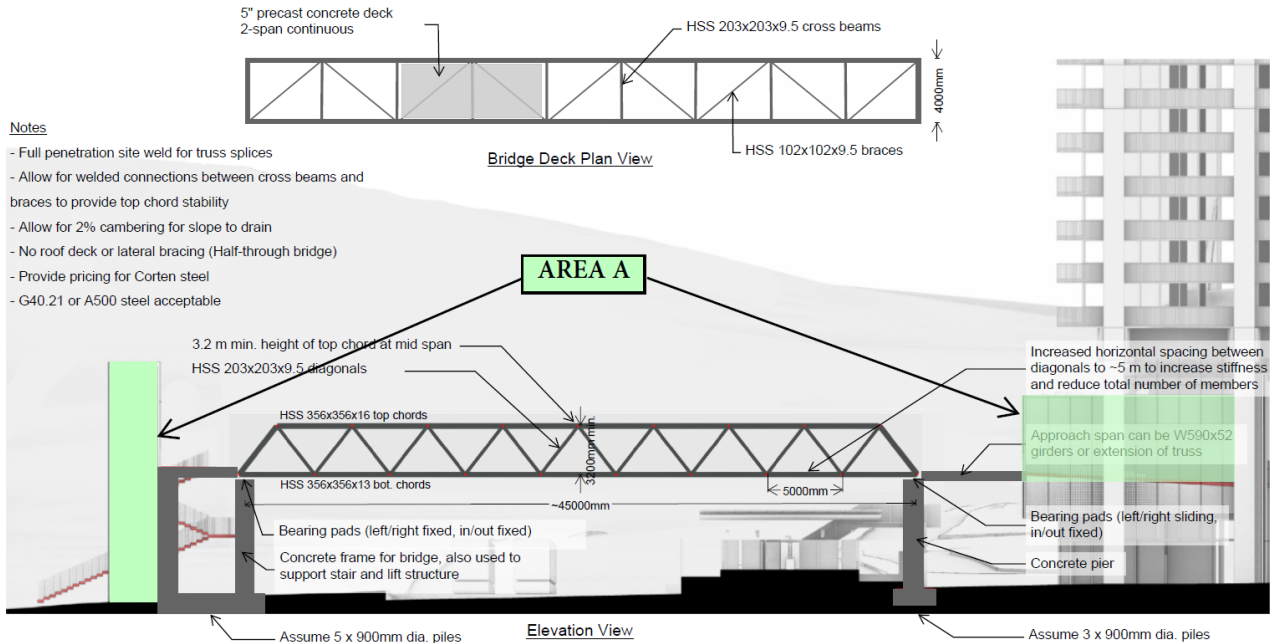 5" precast concrete deck
2-span continuous
HSS 203x203x9.5 cross beams
4000mm
HSS 102x102x9.5 braces
Bridge Deck Plan View
Notes
- Full penetration site weld for truss splices
- Allow for welded connections between cross beams and
braces to provide top chord stability
- Allow for 2% cambering for slope to drain
- No roof deck or lateral bracing (Half-through bridge)
- Provide pricing for Corten steel
- G40.21 or A500 steel acceptable
AREA A
3.2 m min. height of top chord at mid span
HSS 203x203x9.5 diagonals
Increased horizontal spacing between
diagonals to ~5 m to increase stiffness
and reduce total number of members
HSS 356x356x16 top chords
3200mm min.
Approach span can be W590x52
girders or extension of truss
HSS 356x356x13 bot. chords
5000mm
~45000mm
Bearing pads (left/right fixed, in/out fixed)
Bearing pads (left/right sliding,
in/out fixed)
Concrete frame for bridge, also used to
support stair and lift structure
Concrete pier
Assume 5 x 900mm dia. piles
Elevation View
Assume 3 x 900mm dia. piles